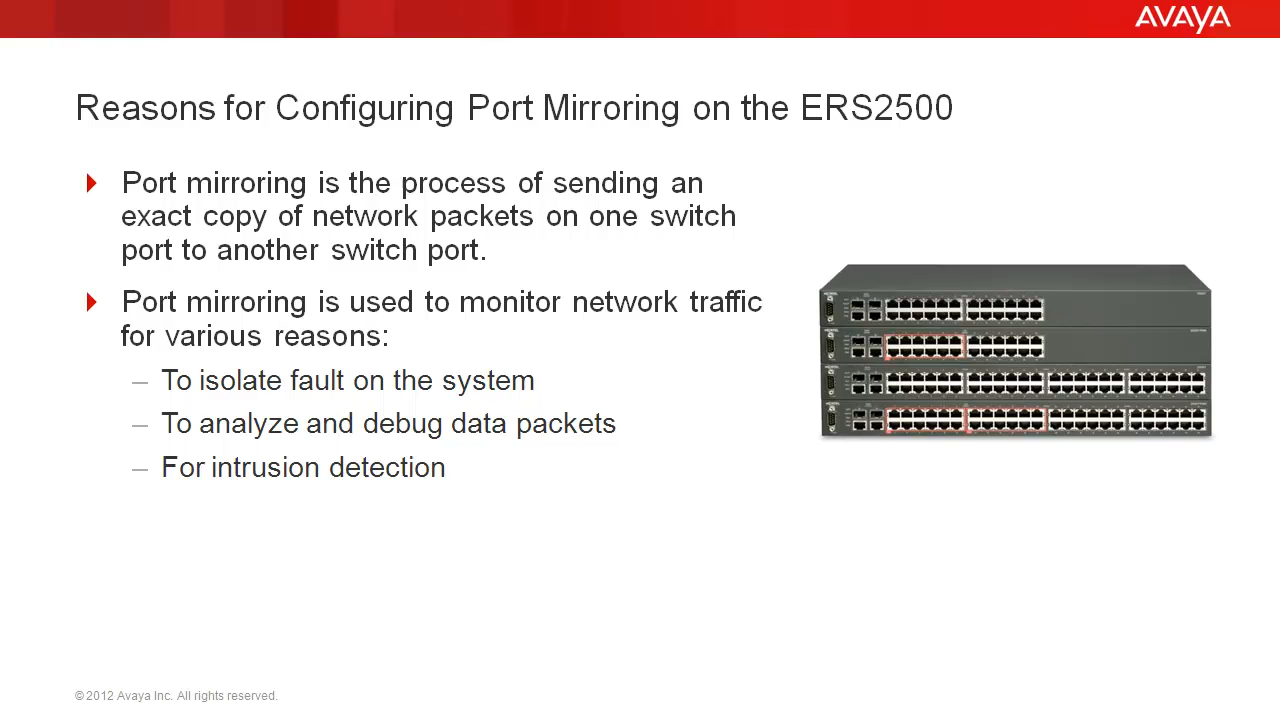 AVAYA
Reasons for Configuring Port Mirroring on the ERS2500
Port mirroring is the process of sending an
exact copy of network packets on one switch
port to another switch port.
Port mirroring is used to monitor network traffic
for various reasons:
– To isolate fault on the system
– To analyze and debug data packets
– For intrusion detection
© 2012 Avaya Inc. All rights reserved.